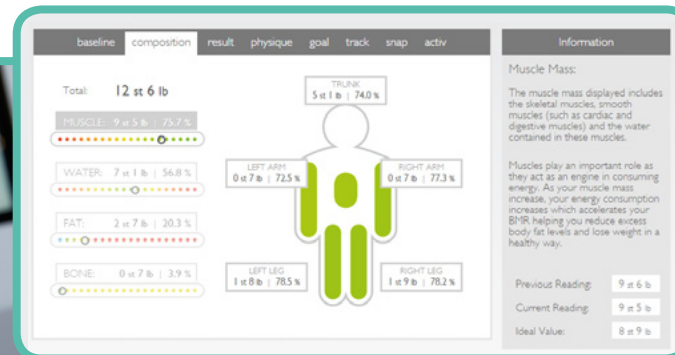 baseline composition result physique goal track snap activ
Total: 12 st 6 lb
MUSCLE: 9 st 5 lb | 75.7 %
WATER: 7 st 1 lb | 56.8 %
FAT: 2 st 7 lb | 20.3 %
BONE: 0 st 7 lb | 3.9 %
TRUNK
5 st 1 lb | 74.0 %
LEFT ARM
0 st 7 lb | 72.5 %
RIGHT ARM
0 st 7 lb | 77.3 %
LEFT LEG
1 st 8 lb | 78.5 %
RIGHT LEG
1 st 9 lb | 78.2 %
Information
Muscle Mass:
The muscle mass displayed includes
the skeletal muscles, smooth
muscles (such as cardiac and
digestive muscles) and the water
contained in these muscles.
Muscles play an important role as
they act as an engine in consuming
energy. As your muscle mass
increase, your energy consumption
increases which accelerates your
BMR helping you reduce excess
body fat levels and lose weight in a
healthy way.
Previous Reading: 9 st 6 lb
Current Reading: 9 st 5 lb
Ideal Value: 8 st 9 lb